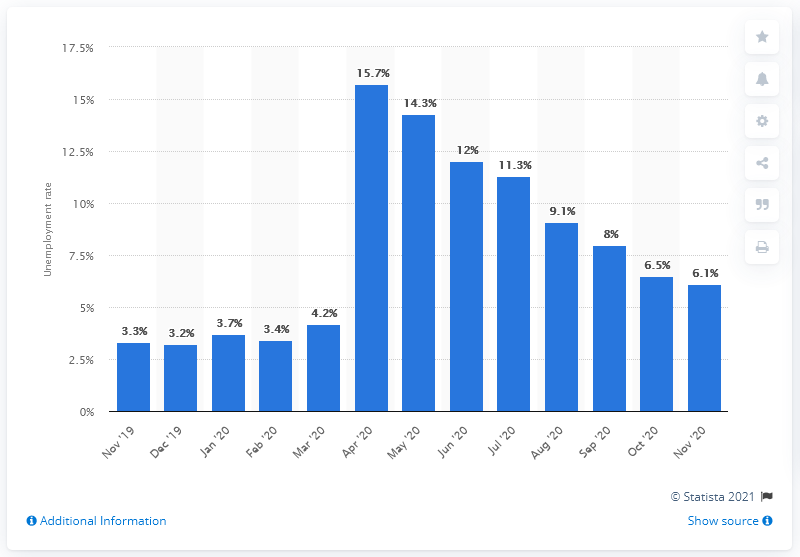 17.5%
15%
12.5%
10%
7.5%
5%
2.5%
0%
Unemployment rate
3.3%
3.2%
3.7%
3.4%
4.2%
15.7%
14.3%
12%
11.3%
9.1%
8%
6.5%
6.1%
Nov '19
Dec '19
Jan '20
Feb '20
Mar '20
Apr '20
May '20
Jun '20
Jul '20
Aug '20
Sep '20
Oct '20
Nov '20
© Statista 2021
Additional Information
Show source